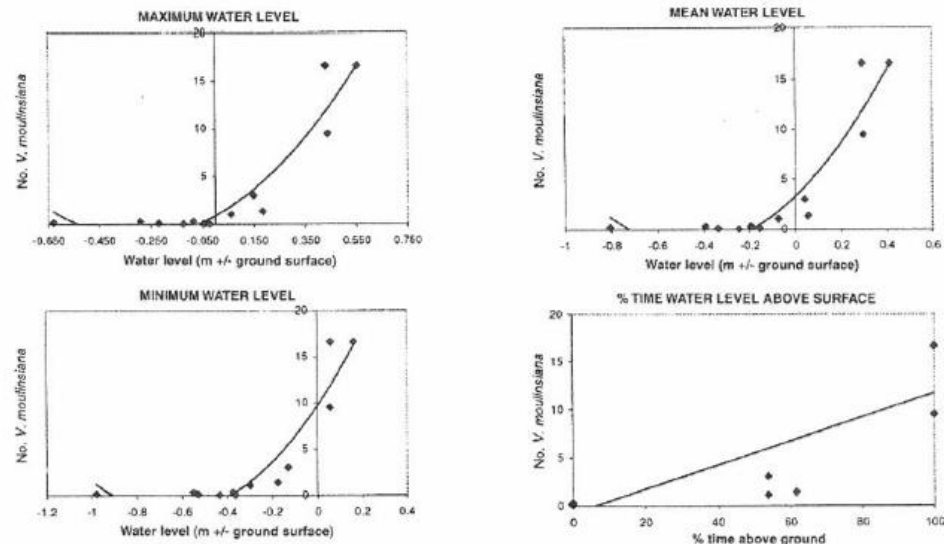 MAXIMUM WATER LEVEL
No. V. moulinsiana
20
15
10
5
-0.650 -0.450 -0.250 -0.050 0.150 0.350 0.550 0.750
Water level (m +/- ground surface)
MEAN WATER LEVEL
No. V. moulinsiana
20
15
10
5
0
-1 -0.8 -0.6 -0.4 -0.2 0 0.2 0.4 0.6
Water level (m +/- ground surface)
MINIMUM WATER LEVEL
No. V. moulinsiana
20
15
10
5
0
-1.2 -1 -0.8 -0.6 -0.4 -0.2 0 0.2 0.4
Water level (m +/- ground surface)
% TIME WATER LEVEL ABOVE SURFACE
No. V. moulinsiana
20
15
10
5
0
0 20 40 60 80 100
% time above ground